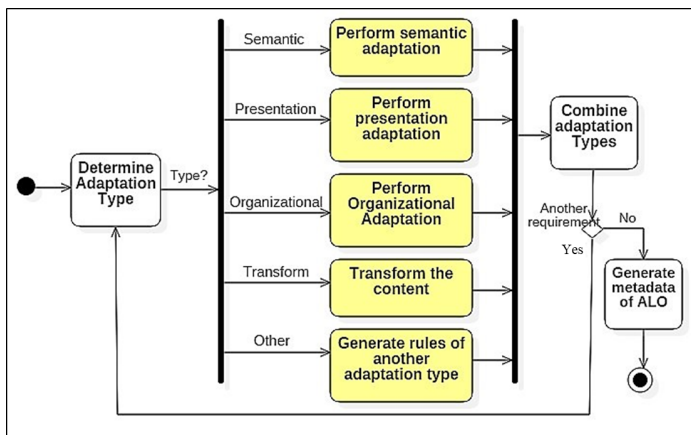 Determine
Adaptation
Type
Type?
Semantic
Perform semantic
adaptation
Presentation
Perform
presentation
adaptation
Organizational
Perform
Organizational
Adaptation
Transform
Transform the
content
Other
Generate rules of
another
adaptation type
Combine
adaptation
Types
Another
requirement
No
Yes
Generate
metadata
of ALO